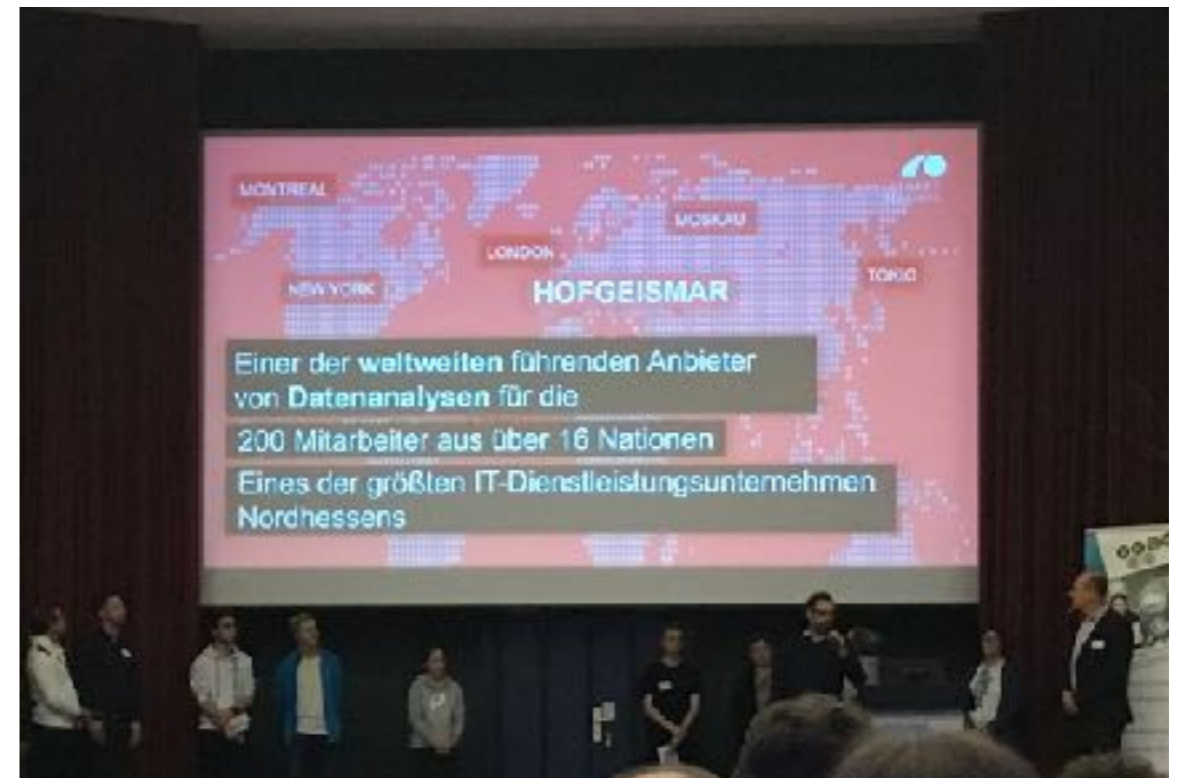 MONTREAL
MOSKAU
LONDON
TOKIO
NEW YORK
HOFGEISMAR
Einer der weltweiten führenden Anbieter
von Datenanalysen für die
200 Mitarbeiter aus über 16 Nationen
Eines der größten IT-Dienstleistungsunternehmen
Nordhessens